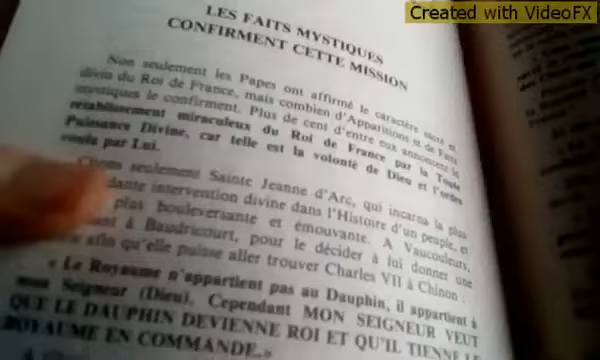 Created with VideoFX
LES FAITS MYSTIQUES
CONFIRMENT CETTE MISSION
Non seulement les Papes ont affirmé le caractère sacré et
divin du Roi de France, mais combien d'Apparitions et de Faits
mystiques le confirment. Plus de cent d'entre eux annoncent le
rétablissement miraculeux du Roi de France par la Toute
Puissance Divine, car telle est la volonté de Dieu et l'ordre
voulu par Lui.
Citons seulement Sainte Jeanne d'Arc, qui incarna la plus
intervention divine dans l'Histoire d'un peuple, et
plus bouleversante et émouvante. A Vaucouleurs,
à Baudricourt, pour le décider à lui donner une
afin qu'elle puisse aller trouver Charles VII à Chinon :
« Le Royaume n'appartient pas au Dauphin, il appartient à
mon Seigneur (Dieu). Cependant MON SEIGNEUR VEUT
QUE LE DAUPHIN DEVIENNE ROI ET QU'IL TIENNE LE
ROYAUME EN COMMANDE.»